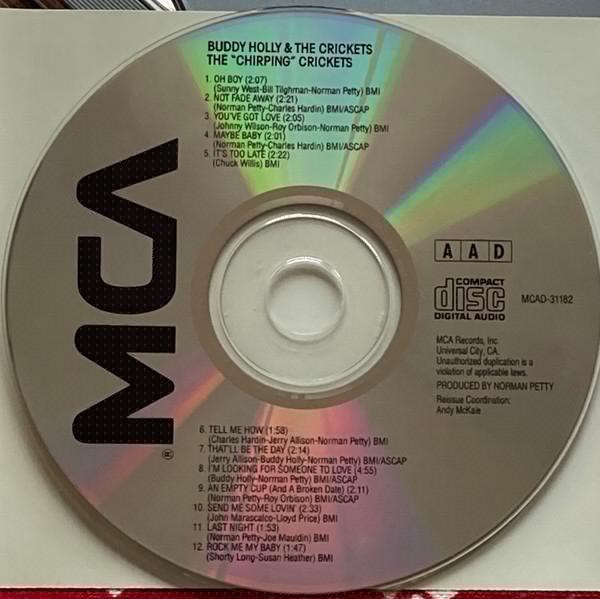 BUDDY HOLLY & THE CRICKETS
THE "CHIRPING" CRICKETS
1. OH BOY (2:07)
(Sunny West-Bill Tilghman-Norman Petty) BMI
2. NOT FADE AWAY (2:21)
(Norman Petty-Charles Hardin) BMI/ASCAP
3. YOU'VE GOT LOVE (2:05)
(Johnny Wilson-Roy Orbison-Norman Petty) BMI
4. MAYBE BABY (2:01)
(Norman Petty-Charles Hardin) BMI/ASCAP
5. IT'S TOO LATE (2:22)
(Chuck Willis) BMI
MCA®
AAD
COMPACT
disc
DIGITAL AUDIO
MCAD-31182
MCA Records, Inc.
Universal City, CA.
Unauthorized duplication is a
violation of applicable laws.
PRODUCED BY NORMAN PETTY
Reissue Coordination:
Andy McKaie
6. TELL ME HOW (1:58)
(Charles Hardin-Jerry Allison-Norman Petty) BMI
7. THAT'LL BE THE DAY (2:14)
(Jerry Allison-Buddy Holly-Norman Petty) BMI/ASCAP
8. I'M LOOKING FOR SOMEONE TO LOVE (4:55)
(Buddy Holly-Norman Petty) BMI/ASCAP
9. AN EMPTY CUP (And A Broken Date) (2:11)
(Norman Petty-Roy Orbison) BMI/ASCAP
10. SEND ME SOME LOVIN' (2:33)
(John Marascalco-Lloyd Price) BMI
11. LAST NIGHT (1:53)
(Norman Petty-Joe Mauldin) BMI
12. ROCK ME MY BABY (1:47)
(Shorty Long-Susan Heather) BMI